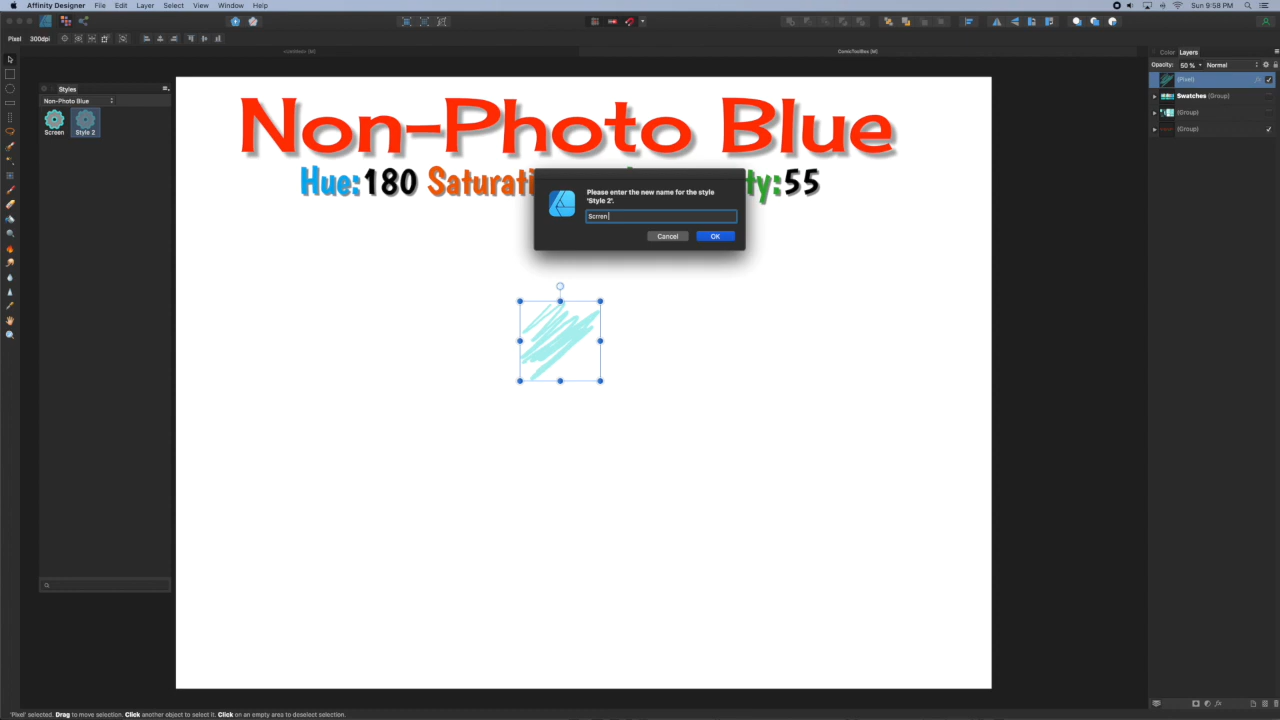 Affinity Designer File Edit Layer Select View Window Help Sun 9:58 PM
Pixel 300dpi
ComicToolBox [M]
Color Layers
Opacity: 50 % Normal
Styles
Non-Photo Blue
Screen Style 2
(Pixel)
Swatches (Group)
(Group)
(Group)
Non-Photo Blue
Hue:180 Saturati ty:55
Please enter the new name for the style
'Style 2'.
Scrren
Cancel OK
'Pixel' selected. Drag to move selection. Click another object to select it. Click on an empty area to deselect selection.